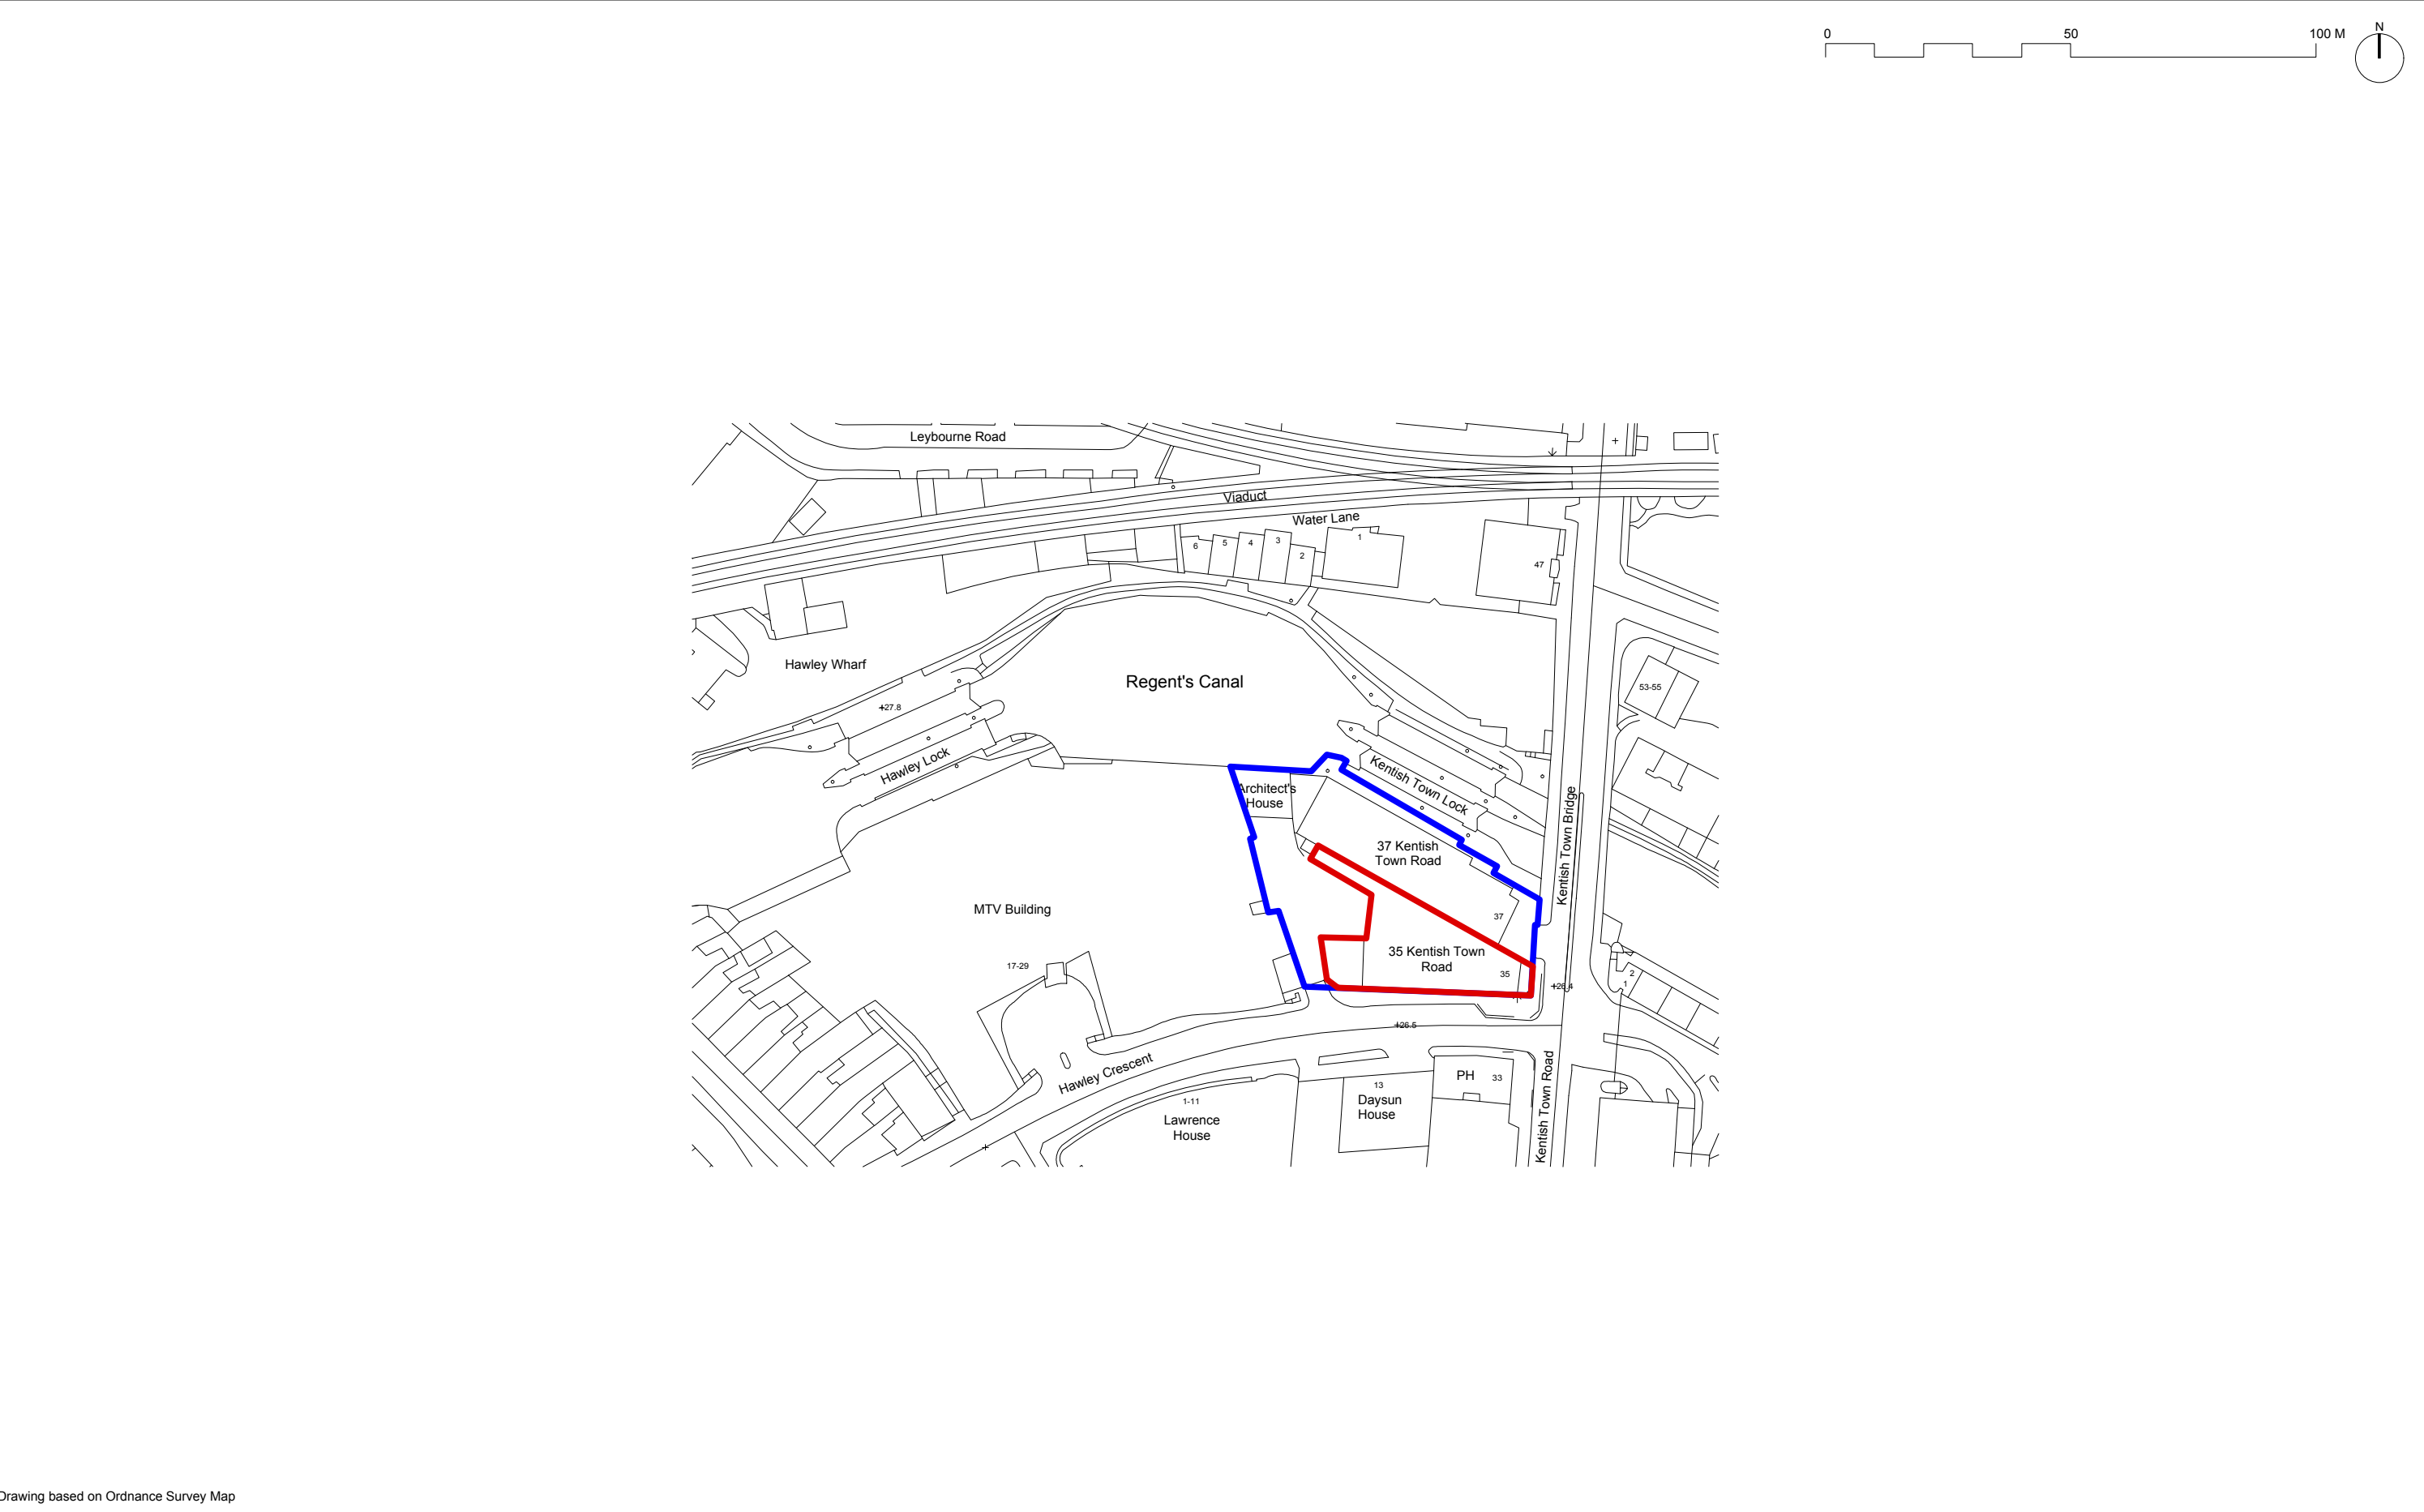 0 50 100 M N
Leybourne Road
Viaduct
Water Lane
6 5 4 3 2 1
47
Hawley Wharf
Regent's Canal
53-55
+27.8
Hawley Lock
Kentish Town Lock
Architect's
House
Kentish Town Bridge
37 Kentish
Town Road
37
MTV Building
35 Kentish Town
Road
35
17-29
2
1
+26.4
+26.5
Hawley Crescent
Kentish Town Road
PH 33
13
Daysun
House
1-11
Lawrence
House
Drawing based on Ordnance Survey Map